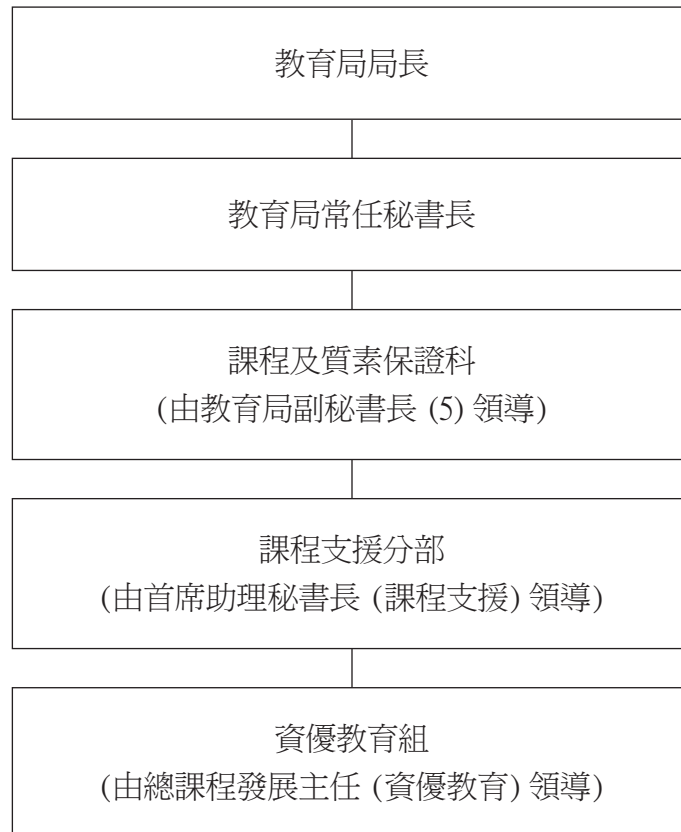 教育局局長
教育局常任秘書長
課程及質素保證科
(由教育局副秘書長 (5) 領導)
課程支援分部
(由首席助理秘書長 (課程支援) 領導)
資優教育組
(由總課程發展主任 (資優教育) 領導)